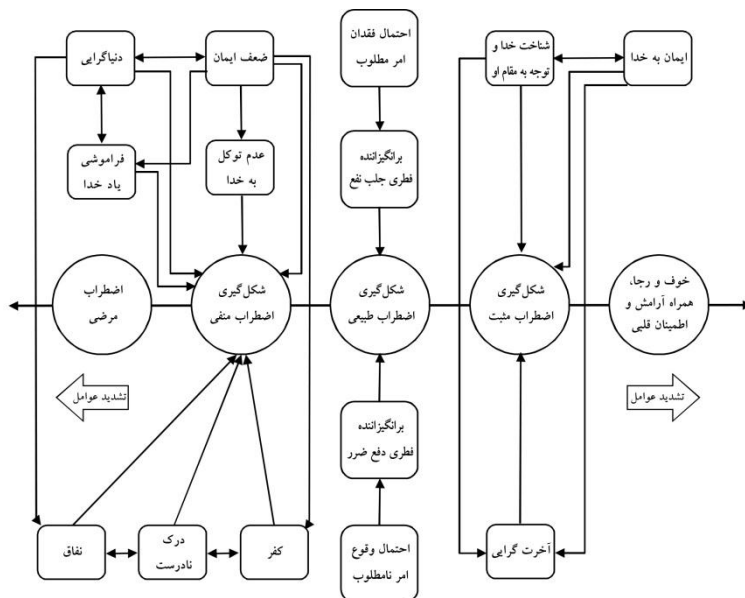 ایمان به خدا
شناخت خدا و
توجه به مقام او
احتمال فقدان
امر مطلوب
ضعف ایمان
دنیاگرایی
برانگیزاننده
فطری جلب نفع
عدم توکل
به خدا
فراموشی
یاد خدا
خوف و رجا،
همراه آرامش و
اطمینان قلبی
شکل‌گیری
اضطراب مثبت
شکل‌گیری
اضطراب طبیعی
شکل‌گیری
اضطراب منفی
اضطراب
مرضی
تشدید عوامل
تشدید عوامل
برانگیزاننده
فطری دفع ضرر
آخرت گرایی
احتمال وقوع
امر نامطلوب
کفر
درک
نادرست
نفاق